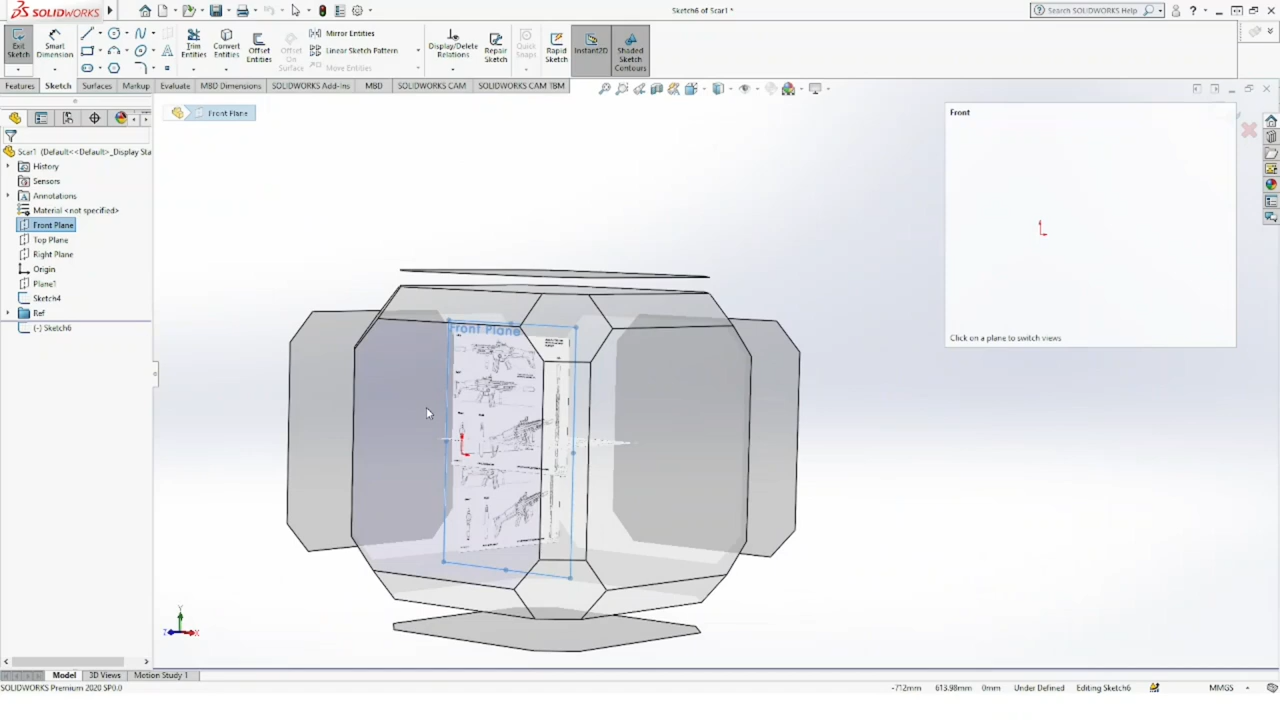 SOLIDWORKS
Sketch6 of Scar1 *
Search SOLIDWORKS Help
Exit Sketch
Smart Dimension
Trim Entities
Convert Entities
Offset Entities
Offset On Surface
Mirror Entities
Linear Sketch Pattern
Move Entities
Display/Delete Relations
Repair Sketch
Quick Snaps
Rapid Sketch
Instant2D
Shaded Sketch Contours
Features
Sketch
Surfaces
Markup
Evaluate
MBD Dimensions
SOLIDWORKS Add-Ins
MBD
SOLIDWORKS CAM
SOLIDWORKS CAM TBM
Front Plane
Front
Scar1 (Default<<Default>_Display Sta
History
Sensors
Annotations
Material <not specified>
Front Plane
Top Plane
Right Plane
Origin
Plane1
Sketch4
Ref
(-) Sketch6
Front Plane
Click on a plane to switch views
Y
Z
X
Model
3D Views
Motion Study 1
SOLIDWORKS Premium 2020 SP0.0
-712mm
613.98mm
0mm
Under Defined
Editing Sketch6
MMGS